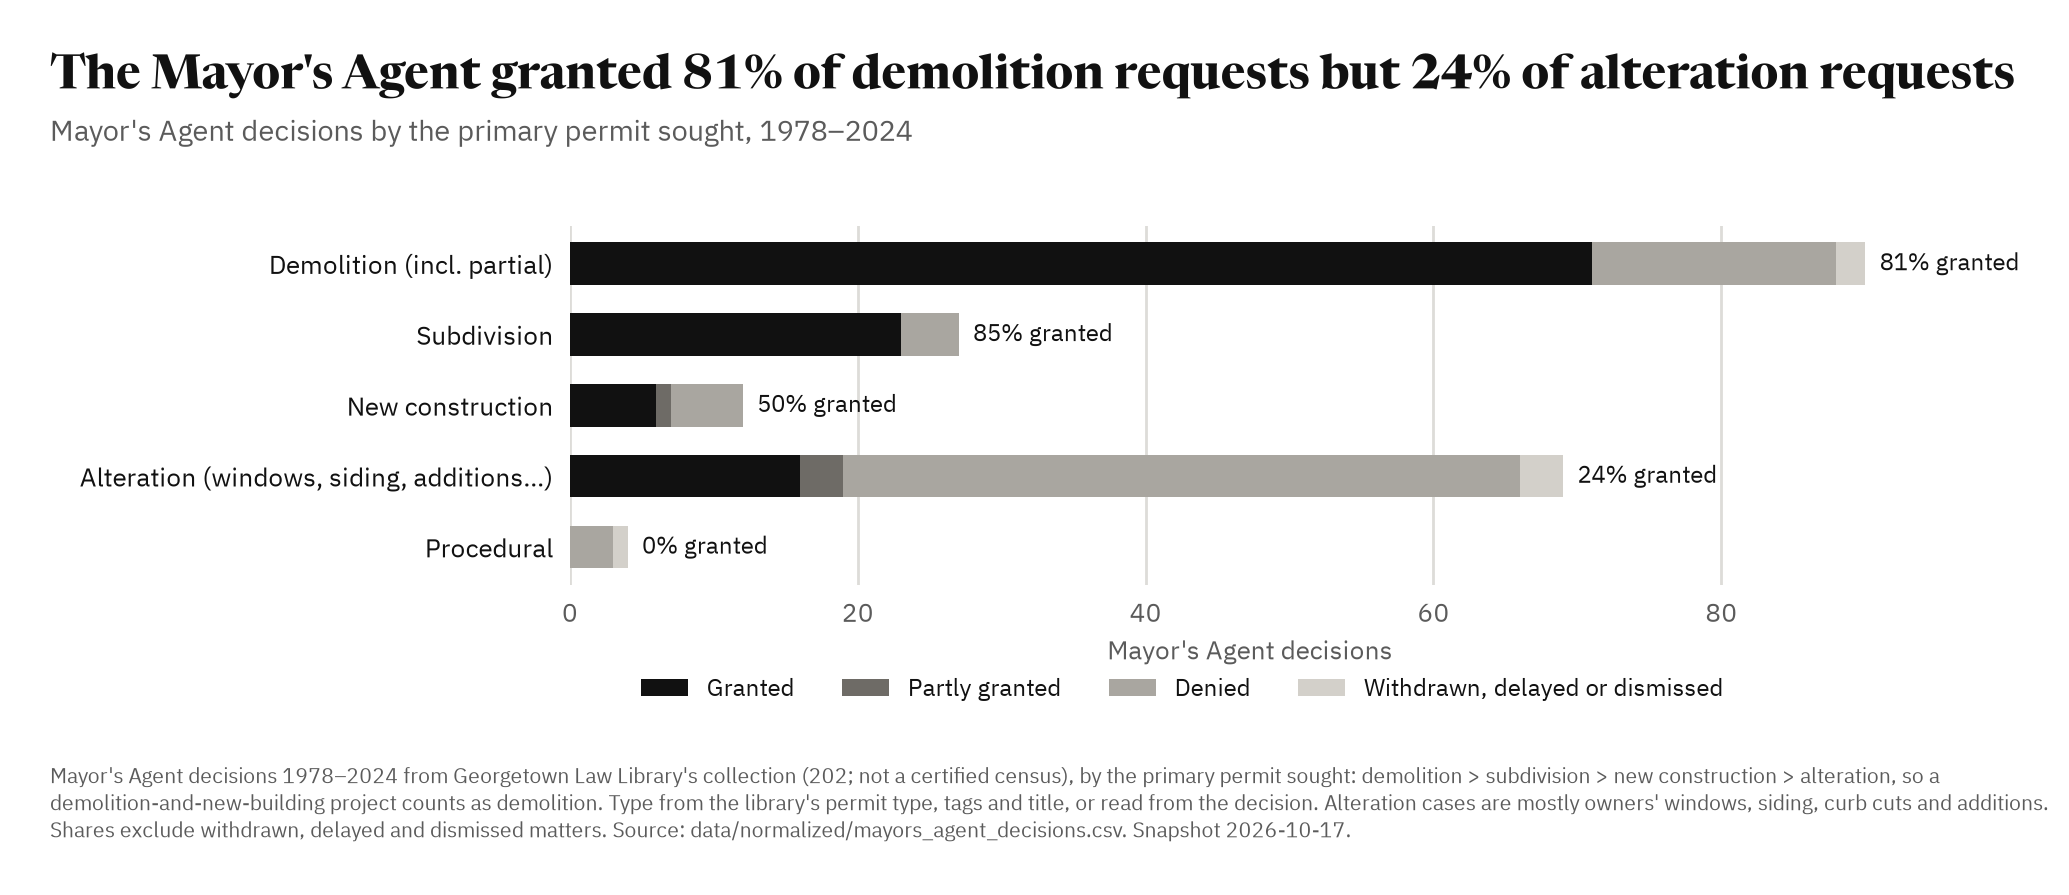 The Mayor's Agent granted 81% of demolition requests but 24% of alteration requests
Mayor's Agent decisions by the primary permit sought, 1978–2024
Demolition (incl. partial)
81% granted
Subdivision
85% granted
New construction
50% granted
Alteration (windows, siding, additions...)
24% granted
Procedural
0% granted
0 20 40 60 80
Mayor's Agent decisions
Granted Partly granted Denied Withdrawn, delayed or dismissed
Mayor's Agent decisions 1978–2024 from Georgetown Law Library's collection (202; not a certified census), by the primary permit sought: demolition > subdivision > new construction > alteration, so a
demolition-and-new-building project counts as demolition. Type from the library's permit type, tags and title, or read from the decision. Alteration cases are mostly owners' windows, siding, curb cuts and additions.
Shares exclude withdrawn, delayed and dismissed matters. Source: data/normalized/mayors_agent_decisions.csv. Snapshot 2026-10-17.